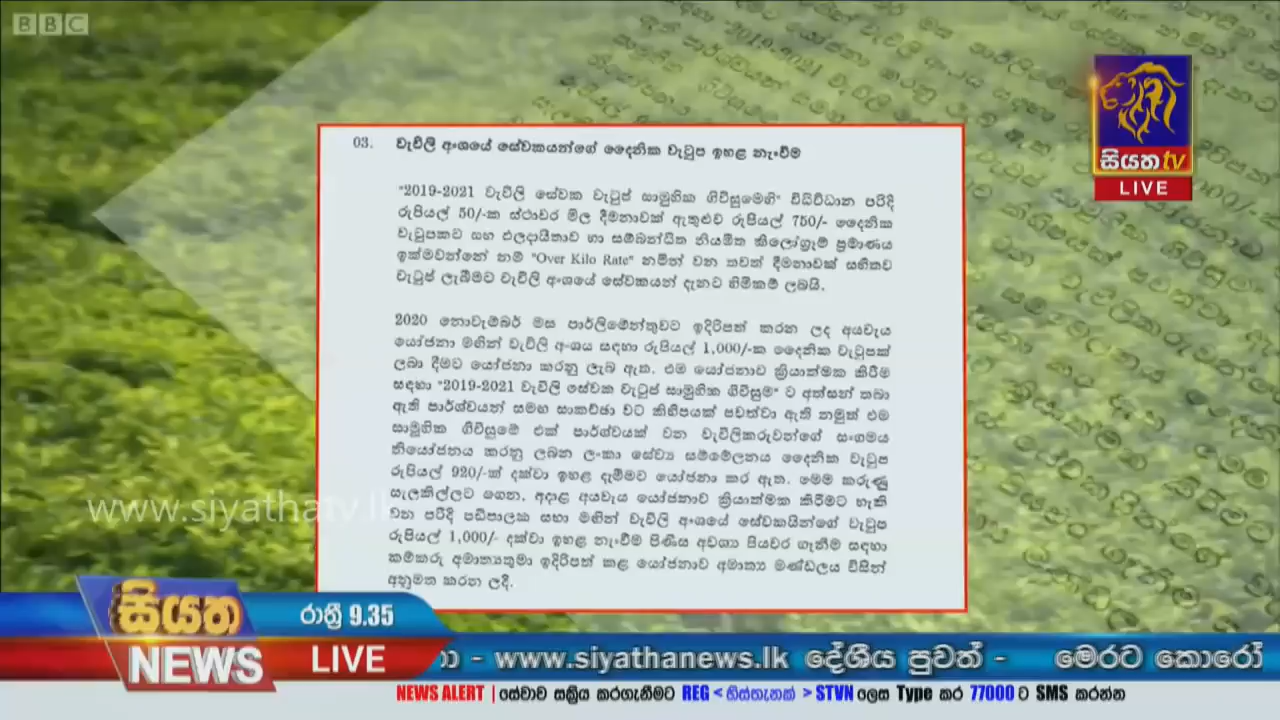 BBC
සියත tv
LIVE
03. වැවිලි අංශයේ සේවකයන්ගේ දෛනික වැටුප ඉහළ නැංවීම
"2019-2021 වැවිලි සේවක වැටුප් සාමුහික ගිවිසුමෙහි" විධිවිධාන පරිදි
රුපියල් 50/-ක ස්ථාවර මිල දීමනාවක් ඇතුළුව රුපියල් 750/- දෛනික
වැටුපකට සහ ඵලදායීතාව හා සම්බන්ධිත නියමිත කිලෝග්‍රෑම් ප්‍රමාණය
ඉක්මවන්නේ නම් "Over Kilo Rate" නමින් වන තවත් දීමනාවක් සහිතව
වැටුප් ලැබීමට වැවිලි අංශයේ සේවකයන් දැනට හිමිකම් ලබයි.
2020 නොවැම්බර් මස පාර්ලිමේන්තුවට ඉදිරිපත් කරන ලද අයවැය
යෝජනා මගින් වැවිලි අංශය සඳහා රුපියල් 1,000/-ක දෛනික වැටුපක්
ලබා දීමට යෝජනා කරනු ලැබ ඇත. එම යෝජනාව ක්‍රියාත්මක කිරීම
සඳහා "2019-2021 වැවිලි සේවක වැටුප් සාමුහික ගිවිසුම" ට අත්සන් තබා
ඇති පාර්ශ්වයන් සමඟ සාකච්ඡා වට කිහිපයක් පවත්වා ඇති නමුත් එම
සාමුහික ගිවිසුමේ එක් පාර්ශ්වයක් වන වැවිලිකරුවන්ගේ සංගමය
නියෝජනය කරනු ලබන ලංකා සේව්‍ය සම්මේලනය දෛනික වැටුප
රුපියල් 920/-ක් දක්වා ඉහළ දැමීමට යෝජනා කර ඇත. මෙම කරුණු
සැලකිල්ලට ගෙන, අදාළ අයවැය යෝජනාව ක්‍රියාත්මක කිරීමට හැකි
වන පරිදි පඩිපාලක සභා මගින් වැවිලි අංශයේ සේවකයින්ගේ වැටුප
රුපියල් 1,000/- දක්වා ඉහළ නැංවීම පිණිස අවශ්‍ය පියවර ගැනීම සඳහා
කම්කරු අමාත්‍යතුමා ඉදිරිපත් කළ යෝජනාව අමාත්‍ය මණ්ඩලය විසින්
අනුමත කරන ලදී.
www.siyathatv.lk
සියත
NEWS
රාත්‍රී 9.35
LIVE
- www.siyathanews.lk දේශීය පුවත් - මෙරට කොරෝ
NEWS ALERT | සේවාව සක්‍රිය කරගැනීමට REG < හිස්තැනක් > STVN ලෙස Type කර 77000 ට SMS කරන්න